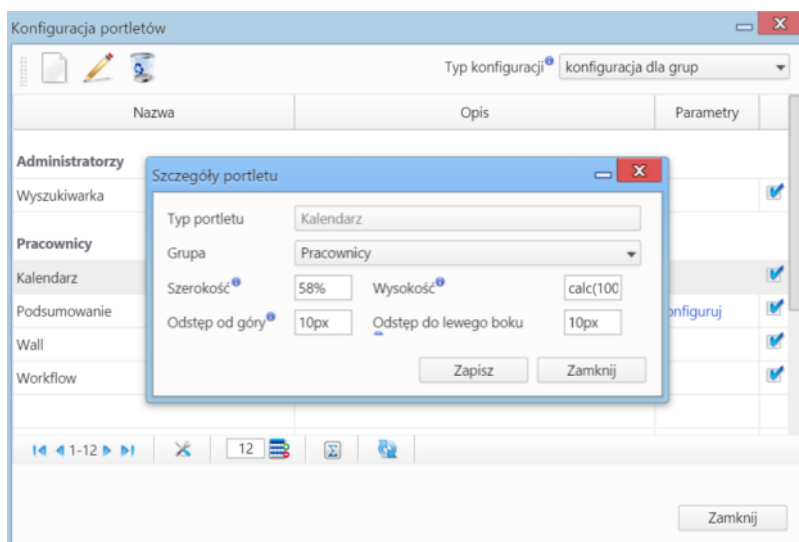 Konfiguracja portletów
Typ konfiguracji konfiguracja dla grup
Nazwa Opis Parametry
Administratorzy
Wyszukiwarka
Pracownicy
Kalendarz
Podsumowanie onfiguruj
Wall
Workflow
Szczegóły portletu
Typ portletu Kalendarz
Grupa Pracownicy
Szerokość 58% Wysokość calc(100
Odstęp od góry 10px Odstęp do lewego boku 10px
Zapisz Zamknij
1-12 12
Zamknij